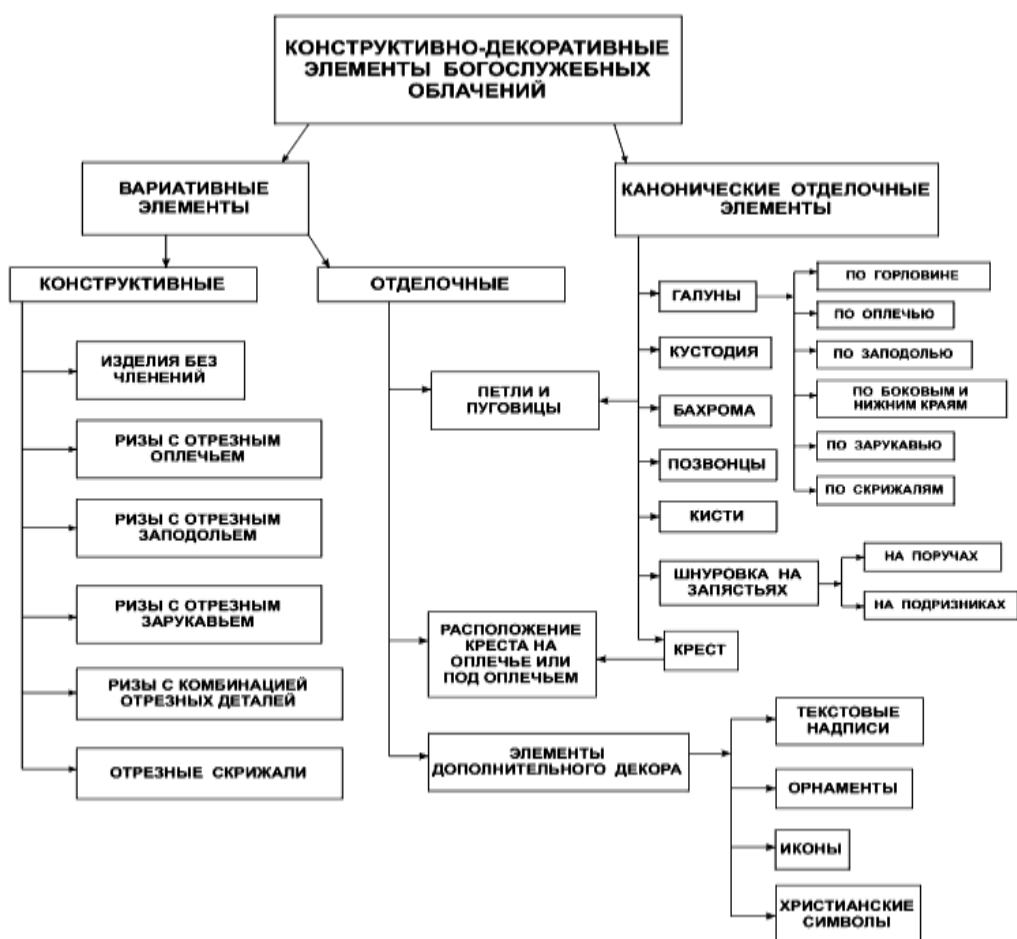 КОНСТРУКТИВНО-ДЕКОРАТИВНЫЕ
ЭЛЕМЕНТЫ БОГОСЛУЖЕБНЫХ
ОБЛАЧЕНИЙ
ВАРИАТИВНЫЕ
ЭЛЕМЕНТЫ
КОНСТРУКТИВНЫЕ
ИЗДЕЛИЯ БЕЗ
ЧЛЕНЕНИЙ
РИЗЫ С ОТРЕЗНЫМ
ОПЛЕЧЬЕМ
РИЗЫ С ОТРЕЗНЫМ
ЗАПОДОЛЬЕМ
РИЗЫ С ОТРЕЗНЫМ
ЗАРУКАВЬЕМ
РИЗЫ С КОМБИНАЦИЕЙ
ОТРЕЗНЫХ ДЕТАЛЕЙ
ОТРЕЗНЫЕ СКРИЖАЛИ
ОТДЕЛОЧНЫЕ
ПЕТЛИ И
ПУГОВИЦЫ
РАСПОЛОЖЕНИЕ
КРЕСТА НА
ОПЛЕЧЬЕ ИЛИ
ПОД ОПЛЕЧЬЕМ
ЭЛЕМЕНТЫ
ДОПОЛНИТЕЛЬНОГО ДЕКОРА
ТЕКСТОВЫЕ
НАДПИСИ
ОРНАМЕНТЫ
ИКОНЫ
ХРИСТИАНСКИЕ
СИМВОЛЫ
КАНОНИЧЕСКИЕ ОТДЕЛОЧНЫЕ
ЭЛЕМЕНТЫ
ГАЛУНЫ
ПО ГОРЛОВИНЕ
ПО ОПЛЕЧЬЮ
ПО ЗАПОДОЛЬЮ
ПО БОКОВЫМ И
НИЖНИМ КРАЯМ
ПО ЗАРУКАВЬЮ
ПО СКРИЖАЛЯМ
КУСТОДИЯ
БАХРОМА
ПОЗВОНЦЫ
КИСТИ
ШНУРОВКА НА
ЗАПЯСТЬЯХ
НА ПОРУЧАХ
НА ПОДРИЗНИКАХ
КРЕСТ